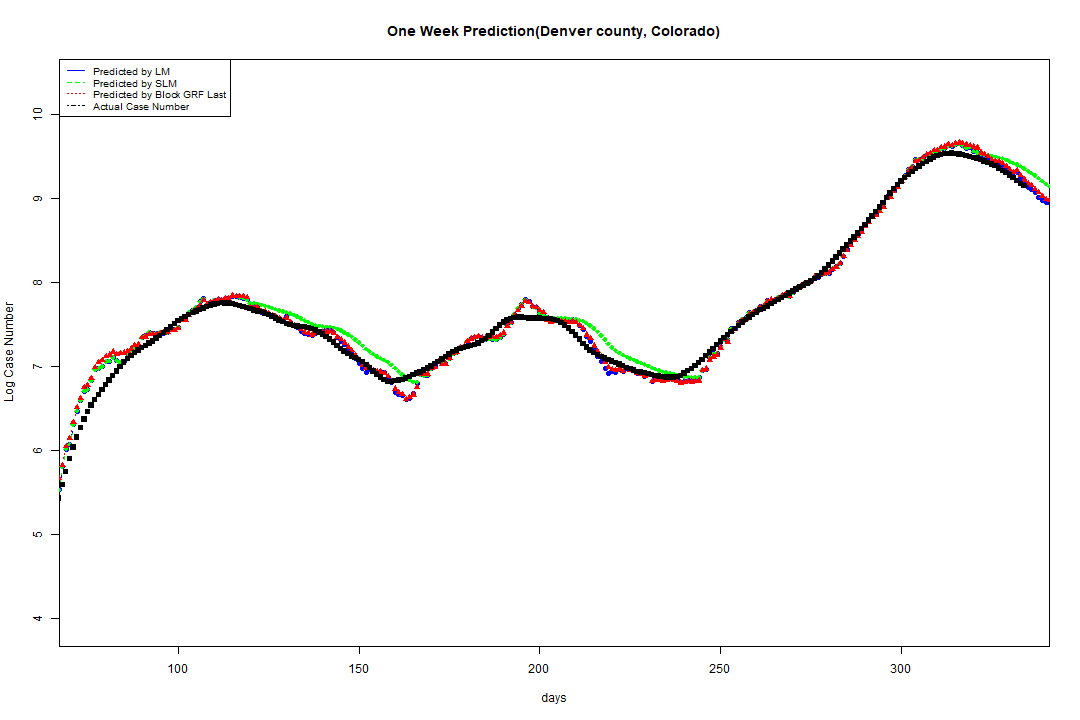 One Week Prediction(Denver county, Colorado)
Predicted by LM
Predicted by SLM
Predicted by Block GRF Last
Actual Case Number
10
9
8
7
6
5
4
Log Case Number
100 150 200 250 300
days